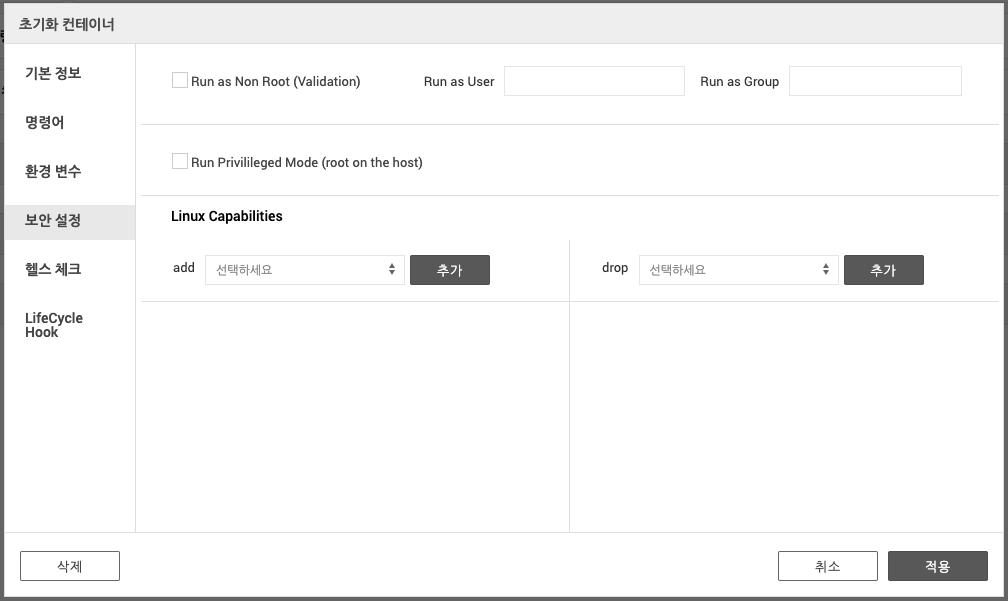 초기화 컨테이너
기본 정보
명령어
환경 변수
보안 설정
헬스 체크
LifeCycle
Hook
Run as Non Root (Validation) Run as User Run as Group
Run Privilileged Mode (root on the host)
Linux Capabilities
add 선택하세요 추가 drop 선택하세요 추가
삭제 취소 적용